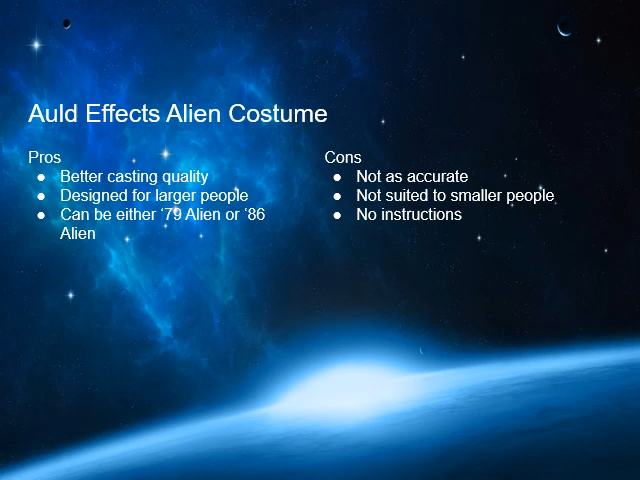 Auld Effects Alien Costume
Pros
● Better casting quality
● Designed for larger people
● Can be either ‘79 Alien or ‘86
Alien
Cons
● Not as accurate
● Not suited to smaller people
● No instructions